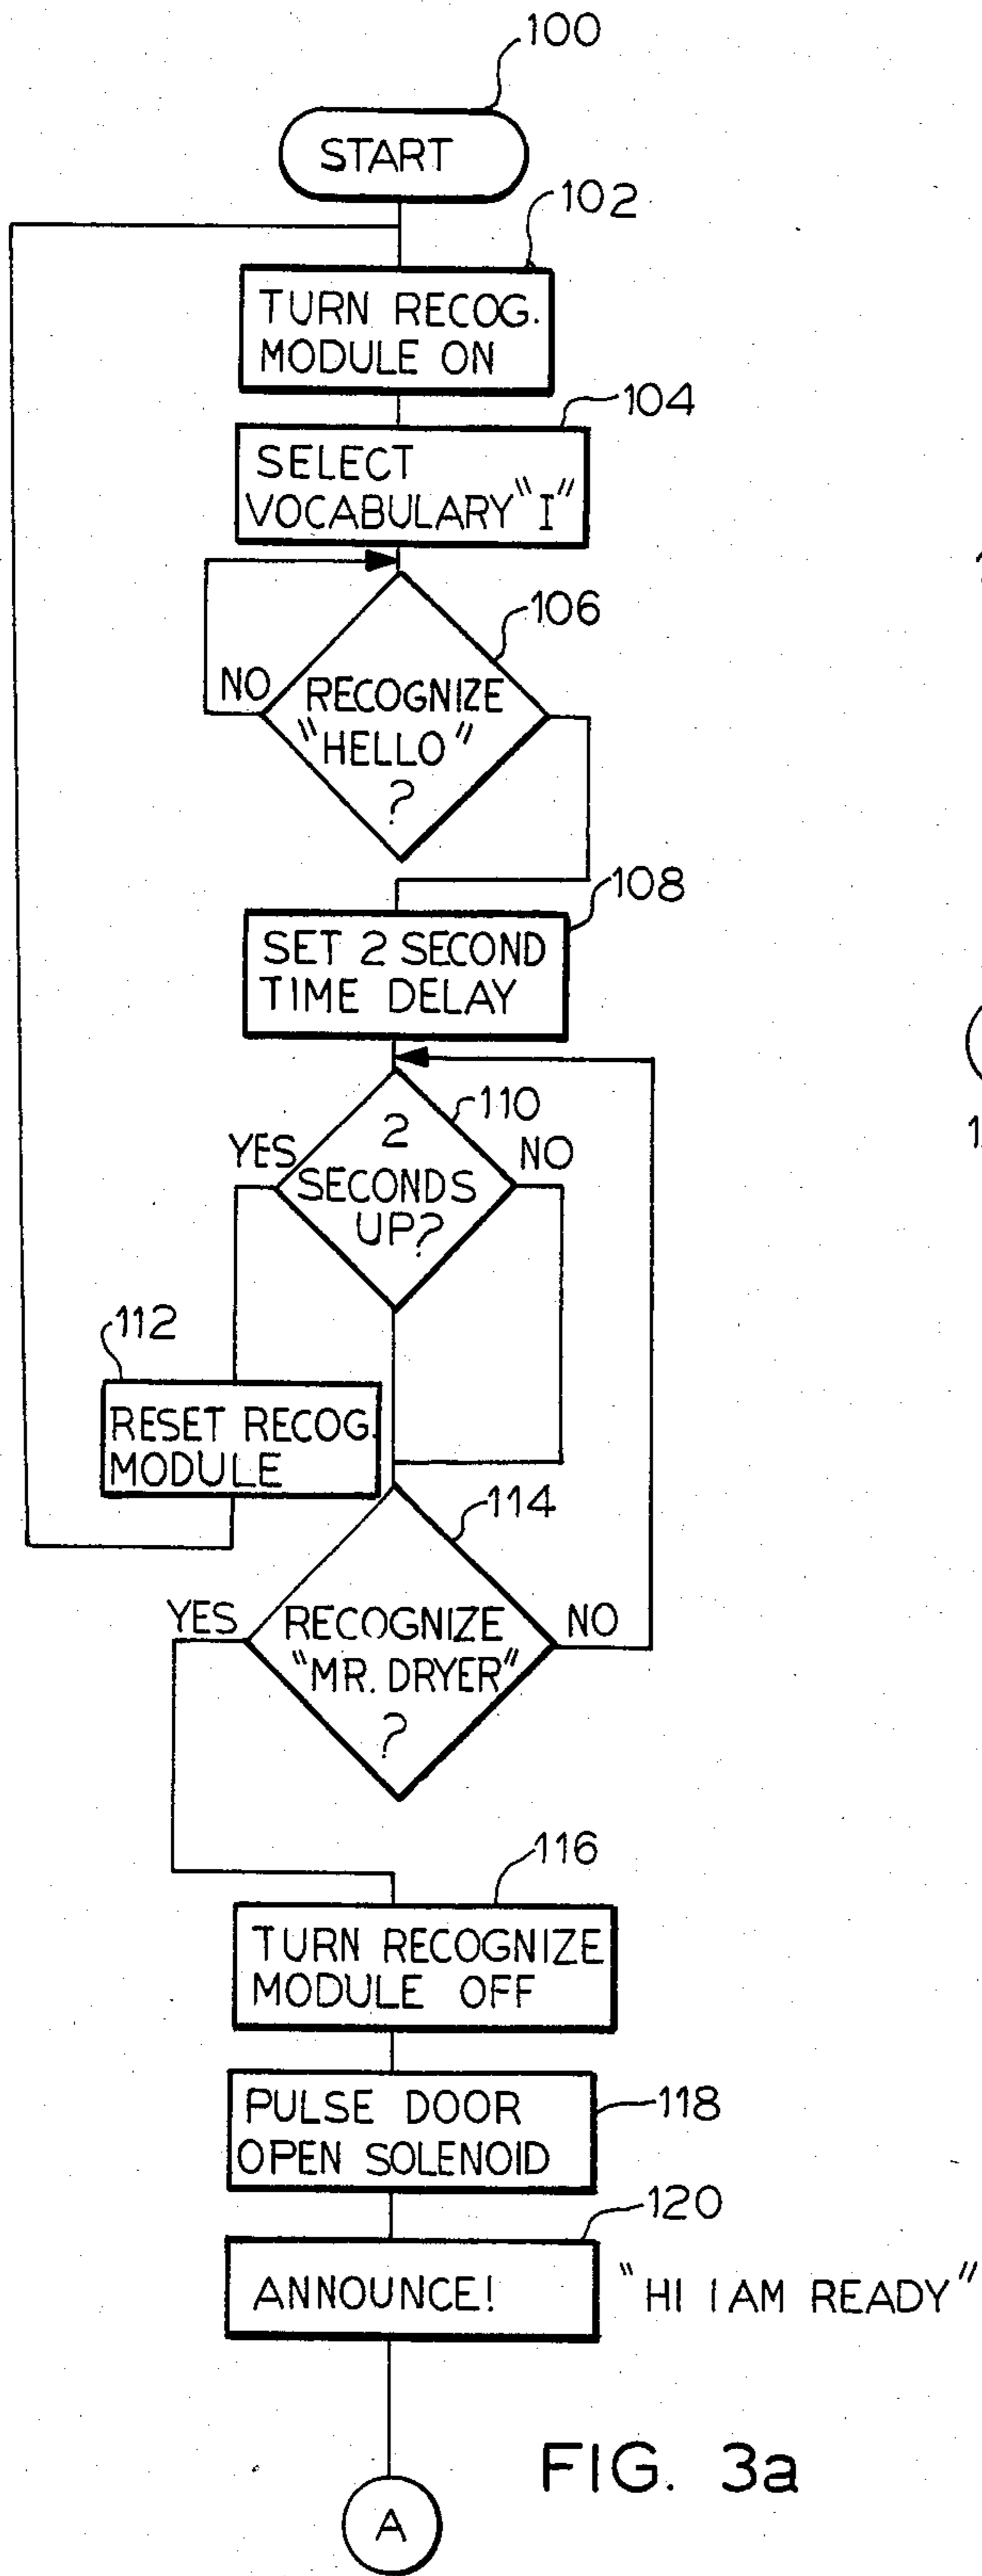 100
START
102
TURN RECOG.
MODULE ON
104
SELECT
VOCABULARY "I"
106
NO
RECOGNIZE
"HELLO"
?
108
SET 2 SECOND
TIME DELAY
110
YES
2
NO
SECONDS
UP?
112
RESET RECOG.
MODULE
114
YES
RECOGNIZE
NO
"MR. DRYER"
?
116
TURN RECOGNIZE
MODULE OFF
118
PULSE DOOR
OPEN SOLENOID
120
ANNOUNCE!
"HI I AM READY"
FIG. 3a
A